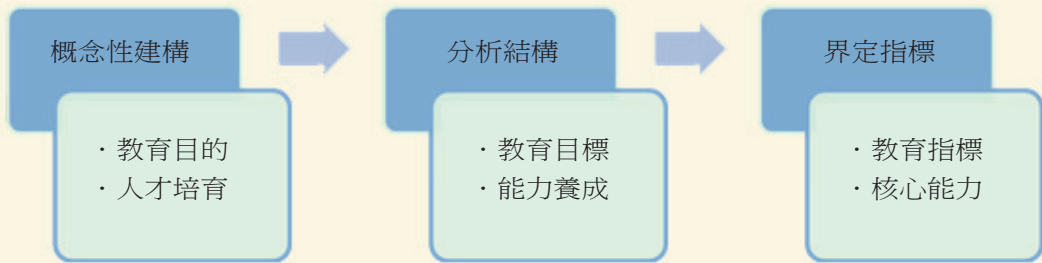 概念性建構
・教育目的
・人才培育
分析結構
・教育目標
・能力養成
界定指標
・教育指標
・核心能力